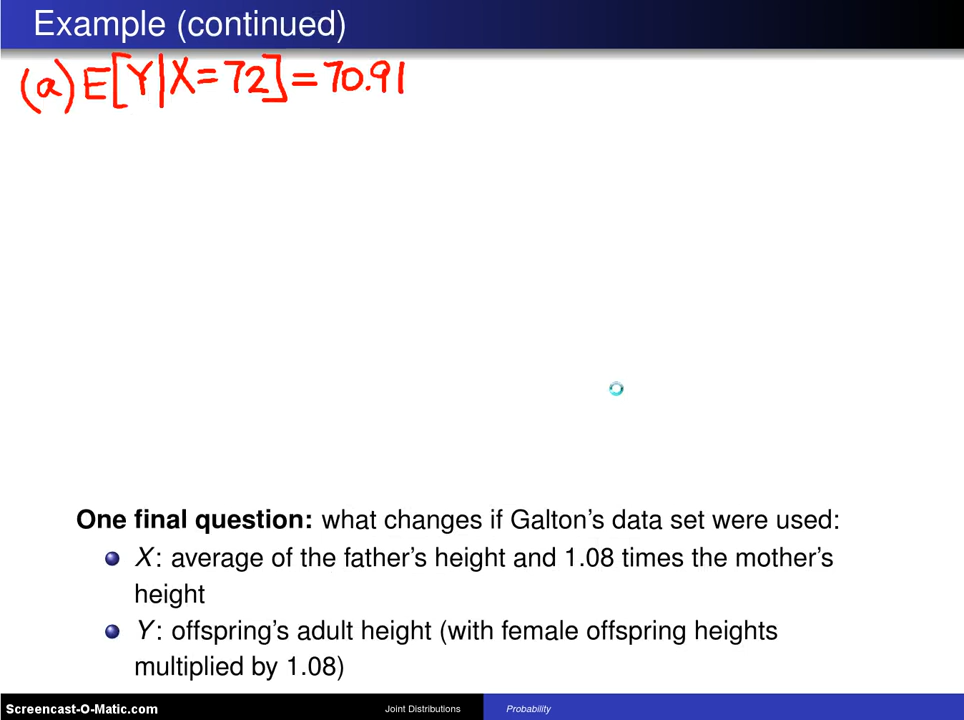 Example (continued)
(a) E[Y|X=72]=70.91
One final question: what changes if Galton's data set were used:
X: average of the father's height and 1.08 times the mother's
height
Y: offspring's adult height (with female offspring heights
multiplied by 1.08)
Screencast-O-Matic.com
Joint Distributions
Probability